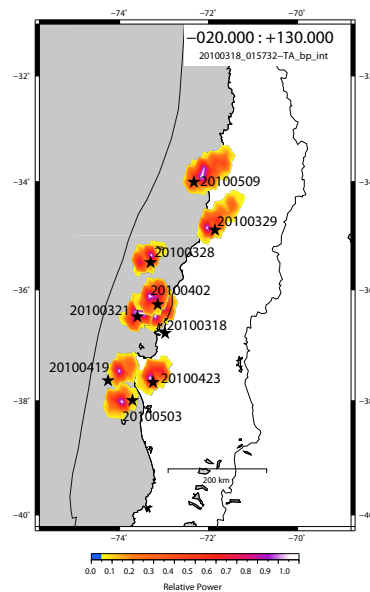 −74˚ −72˚ −70˚
−020.000 : +130.000
20100318_015732−TA_bp_int
−32˚ −32˚
−34˚ −34˚
20100509
20100329
20100328
−36˚ −36˚
20100402
20100321
20100318
20100419
20100423
−38˚ −38˚
20100503
200 km
−40˚ −40˚
−74˚ −72˚ −70˚
0.0 0.1 0.2 0.3 0.4 0.5 0.6 0.7 0.8 0.9 1.0
Relative Power